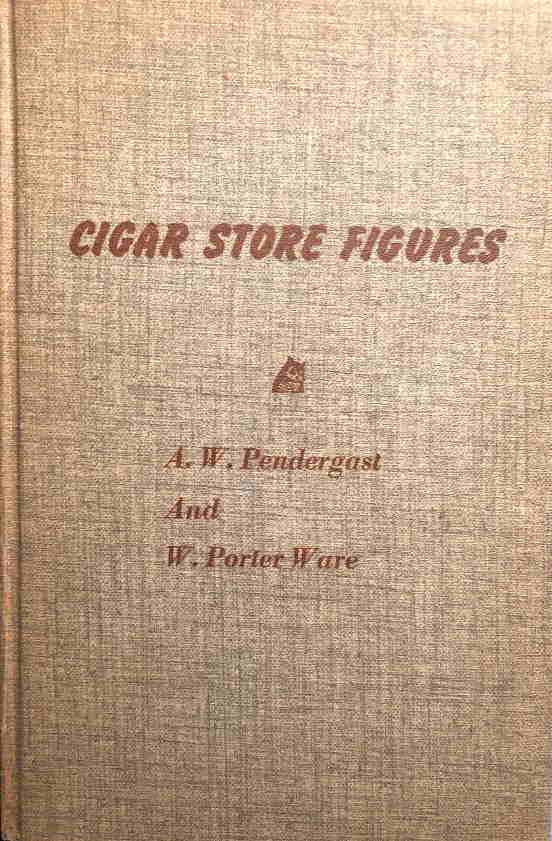 CIGAR STORE FIGURES
A. W. Pendergast
And
W. Porter Ware